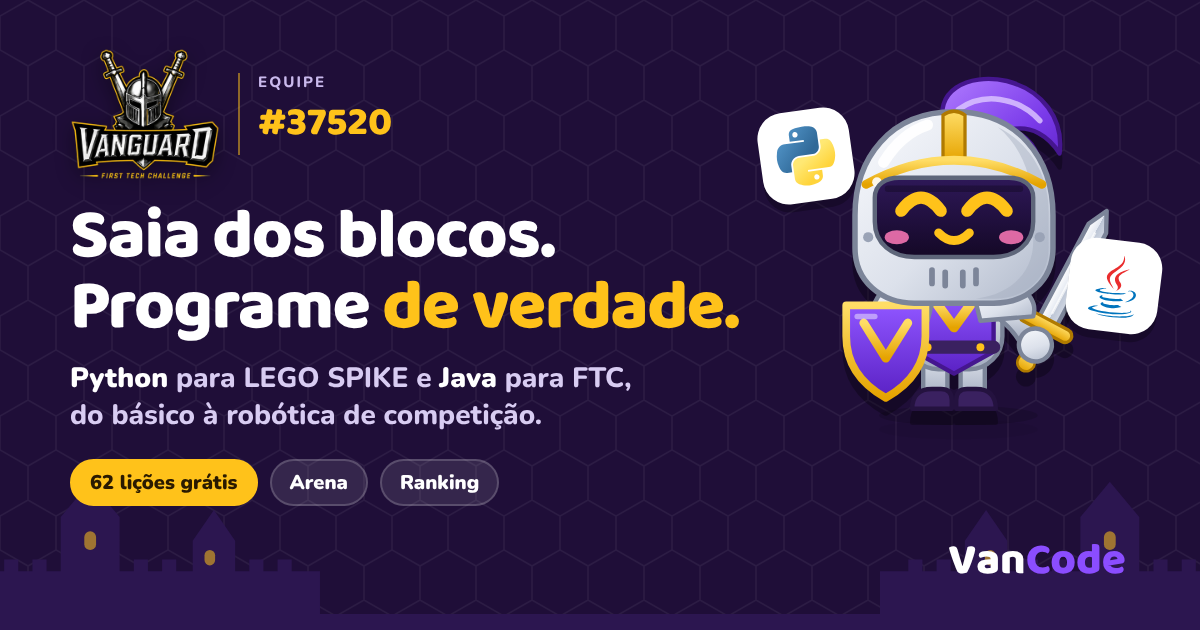 VANGUARD
FIRST TECH CHALLENGE
EQUIPE
#37520
Saia dos blocos.
Programe de verdade.
Python para LEGO SPIKE e Java para FTC,
do básico à robótica de competição.
62 lições grátis
Arena
Ranking
V
V
VanCode